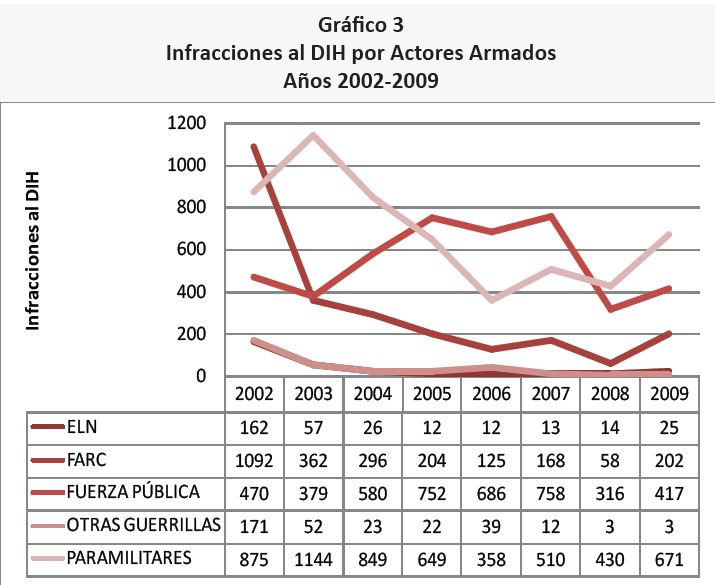 Gráfico 3
Infracciones al DIH por Actores Armados
Años 2002-2009
Infracciones al DIH
1200
1000
800
600
400
200
0
2002 2003 2004 2005 2006 2007 2008 2009
ELN 162 57 26 12 12 13 14 25
FARC 1092 362 296 204 125 168 58 202
FUERZA PÚBLICA 470 379 580 752 686 758 316 417
OTRAS GUERRILLAS 171 52 23 22 39 12 3 3
PARAMILITARES 875 1144 849 649 358 510 430 671